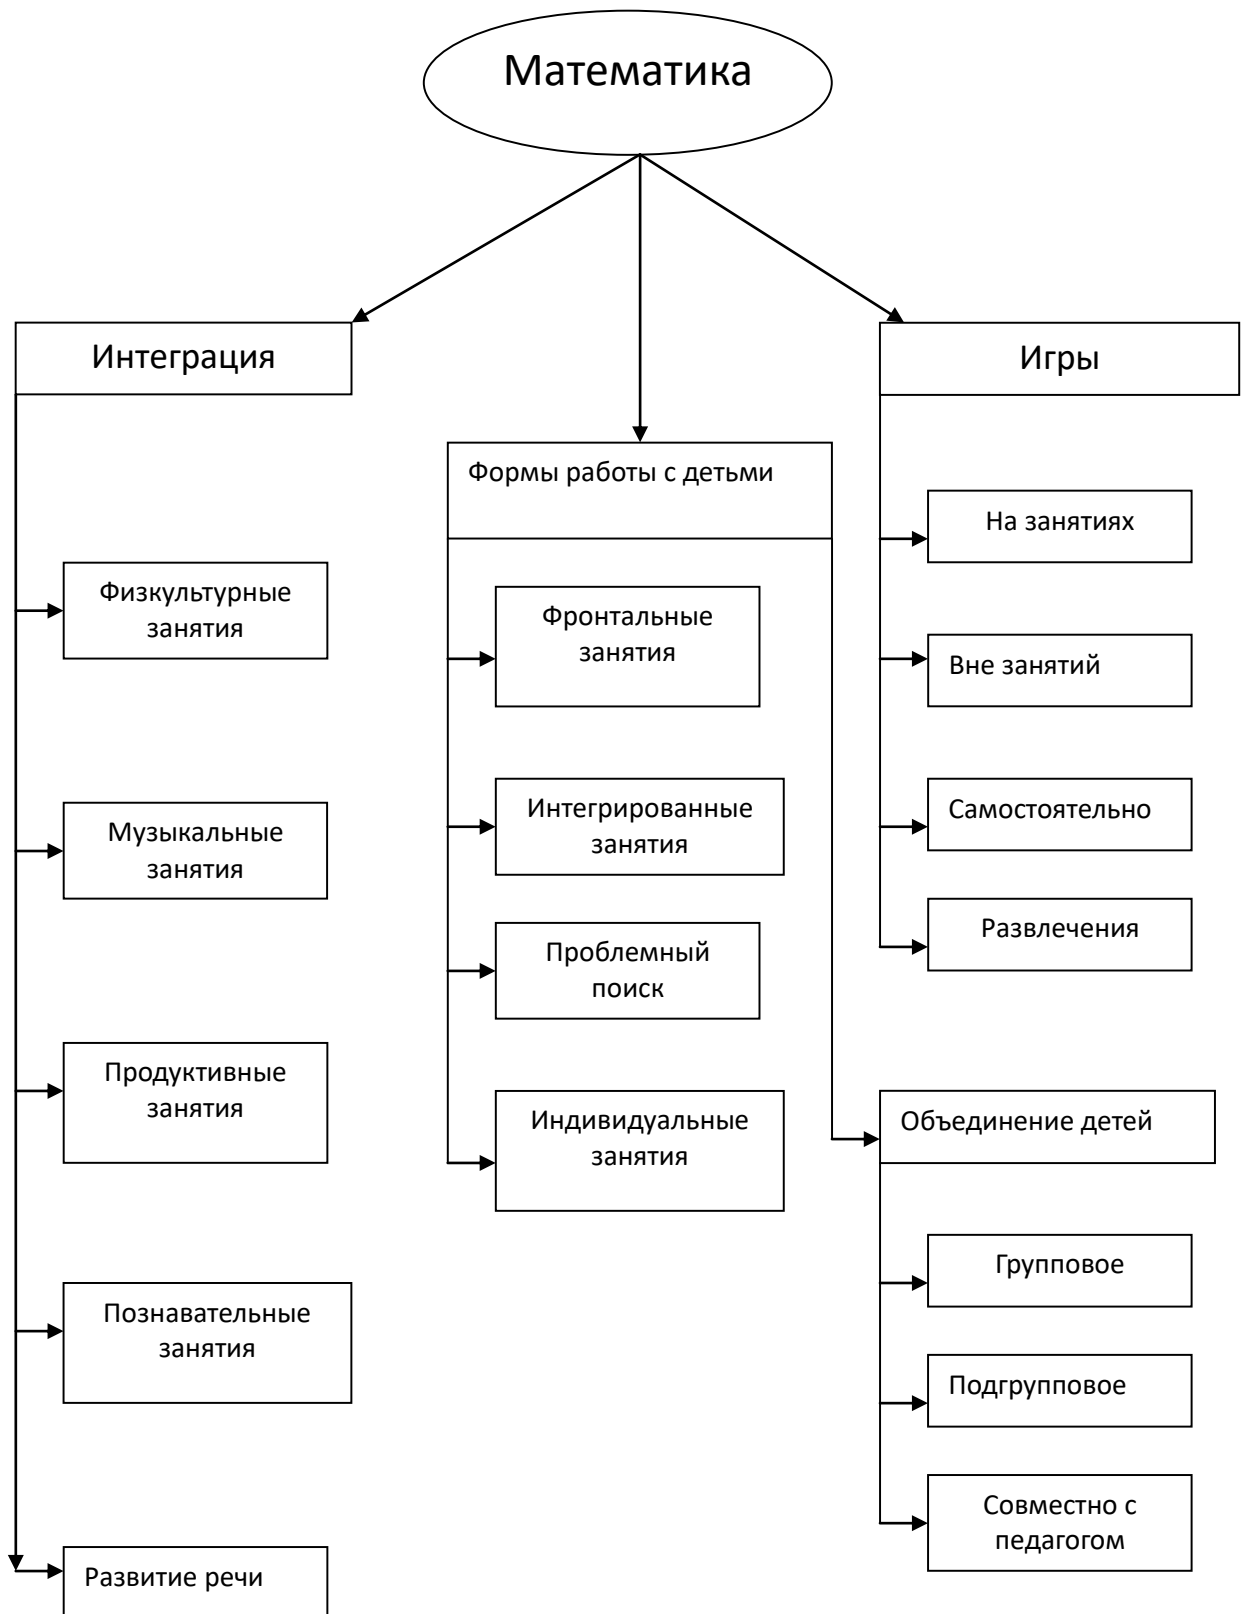 Математика
Интеграция
Физкультурные
занятия
Музыкальные
занятия
Продуктивные
занятия
Познавательные
занятия
Развитие речи
Формы работы с детьми
Фронтальные
занятия
Интегрированные
занятия
Проблемный
поиск
Индивидуальные
занятия
Игры
На занятиях
Вне занятий
Самостоятельно
Развлечения
Объединение детей
Групповое
Подгрупповое
Совместно с
педагогом